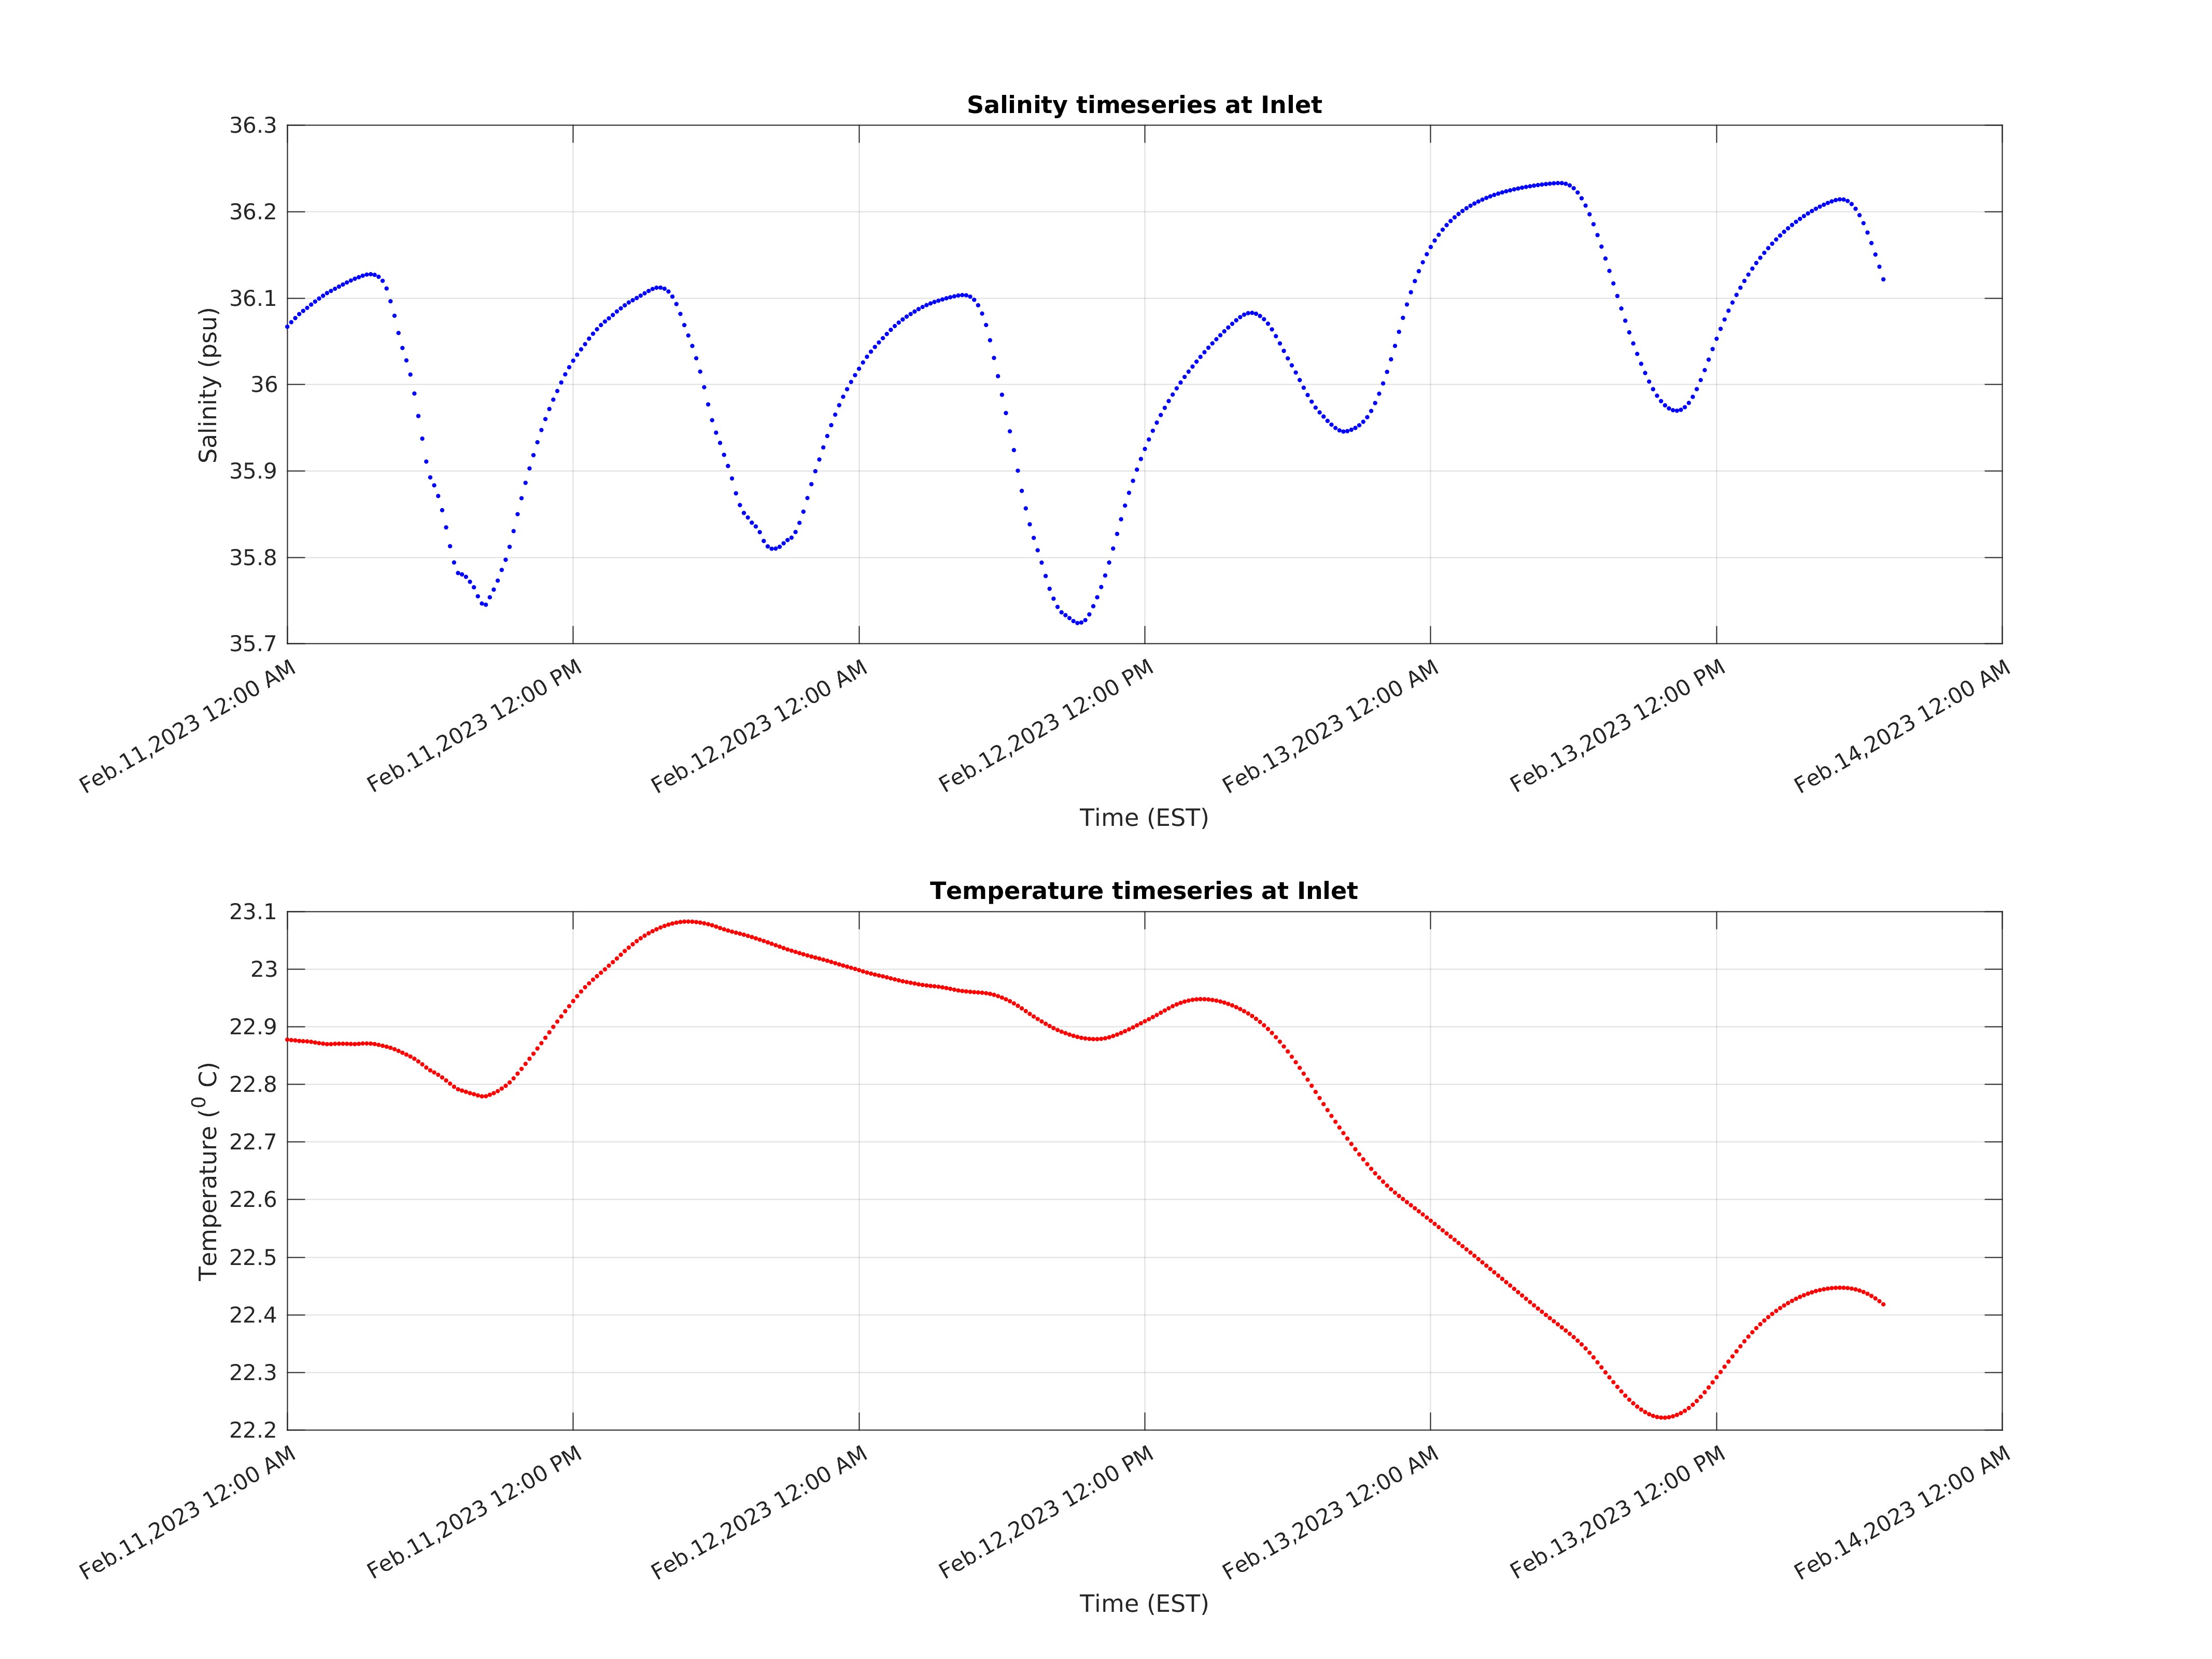 Salinity timeseries at Inlet
36.3
36.2
36.1
36
35.9
35.8
35.7
Salinity (psu)
Feb.11,2023 12:00 AM
Feb.11,2023 12:00 PM
Feb.12,2023 12:00 AM
Feb.12,2023 12:00 PM
Feb.13,2023 12:00 AM
Feb.13,2023 12:00 PM
Feb.14,2023 12:00 AM
Time (EST)
Temperature timeseries at Inlet
23.1
23
22.9
22.8
22.7
22.6
22.5
22.4
22.3
22.2
Temperature (⁰ C)
Feb.11,2023 12:00 AM
Feb.11,2023 12:00 PM
Feb.12,2023 12:00 AM
Feb.12,2023 12:00 PM
Feb.13,2023 12:00 AM
Feb.13,2023 12:00 PM
Feb.14,2023 12:00 AM
Time (EST)